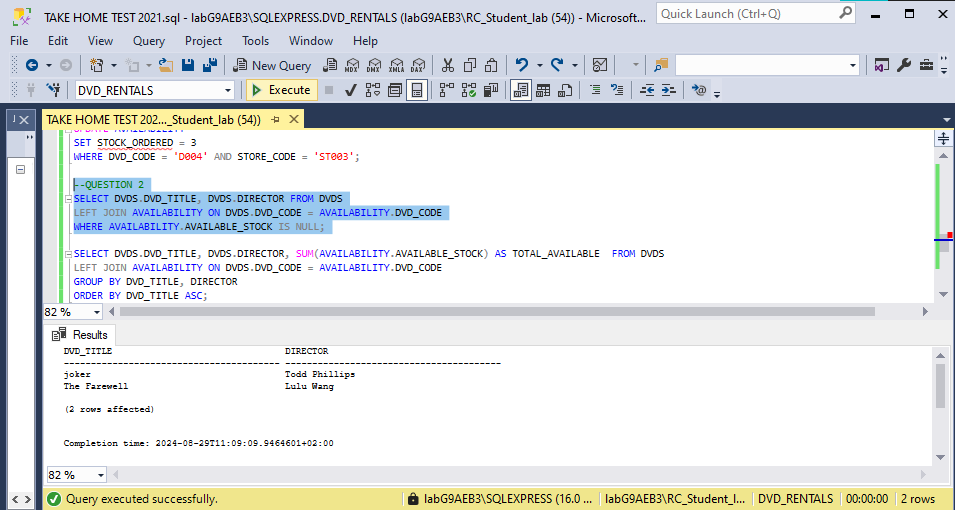 TAKE HOME TEST 2021.sql - labG9AEB3\SQLEXPRESS.DVD_RENTALS (labG9AEB3\RC_Student_lab (54)) - Microsoft...
Quick Launch (Ctrl+Q)
File Edit View Query Project Tools Window Help
New Query MDX DMX XMLA DAX
DVD_RENTALS Execute
TAKE HOME TEST 202..._Student_lab (54))
UPDATE AVAILABILITY
SET STOCK_ORDERED = 3
WHERE DVD_CODE = 'D004' AND STORE_CODE = 'ST003';
--QUESTION 2
SELECT DVDS.DVD_TITLE, DVDS.DIRECTOR FROM DVDS
LEFT JOIN AVAILABILITY ON DVDS.DVD_CODE = AVAILABILITY.DVD_CODE
WHERE AVAILABILITY.AVAILABLE_STOCK IS NULL;
SELECT DVDS.DVD_TITLE, DVDS.DIRECTOR, SUM(AVAILABILITY.AVAILABLE_STOCK) AS TOTAL_AVAILABLE  FROM DVDS
LEFT JOIN AVAILABILITY ON DVDS.DVD_CODE = AVAILABILITY.DVD_CODE
GROUP BY DVD_TITLE, DIRECTOR
ORDER BY DVD_TITLE ASC;
82 %
Results
DVD_TITLE DIRECTOR
---------------------------------------- ----------------------------------------
joker Todd Phillips
The Farewell Lulu Wang
(2 rows affected)
Completion time: 2024-08-29T11:09:09.9464601+02:00
82 %
Query executed successfully. labG9AEB3\SQLEXPRESS (16.0 ... labG9AEB3\RC_Student_l... DVD_RENTALS 00:00:00 2 rows